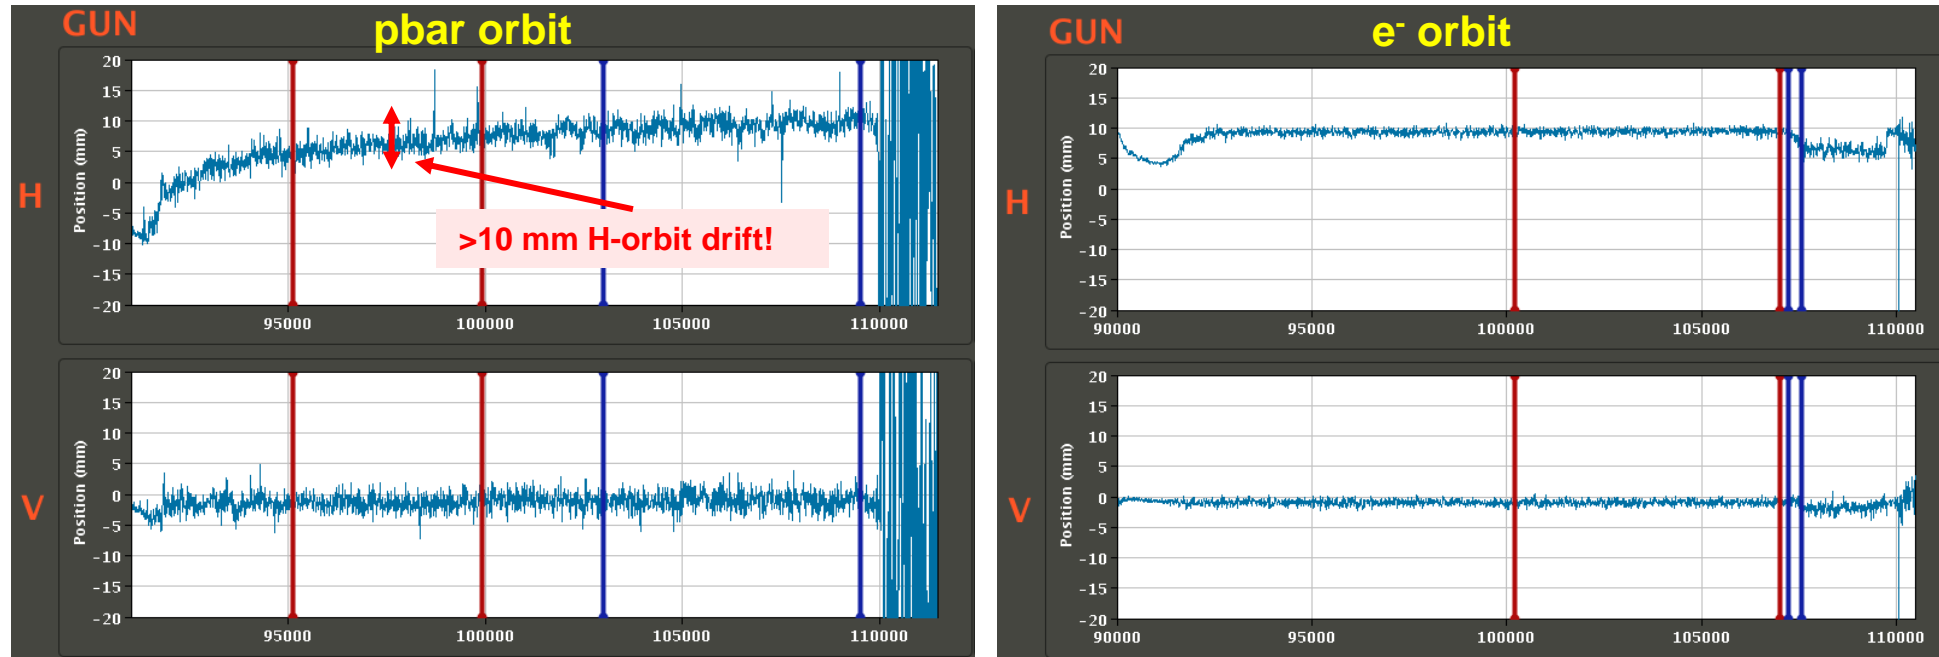 GUN
pbar orbit
20
15
10
5
0
-5
-10
-15
-20
Position (mm)
H
>10 mm H-orbit drift!
95000 100000 105000 110000
20
15
10
5
0
-5
-10
-15
-20
Position (mm)
V
95000 100000 105000 110000
GUN
e- orbit
20
15
10
5
0
-5
-10
-15
-20
Position (mm)
H
90000 95000 100000 105000 110000
20
15
10
5
0
-5
-10
-15
-20
Position (mm)
V
90000 95000 100000 105000 110000